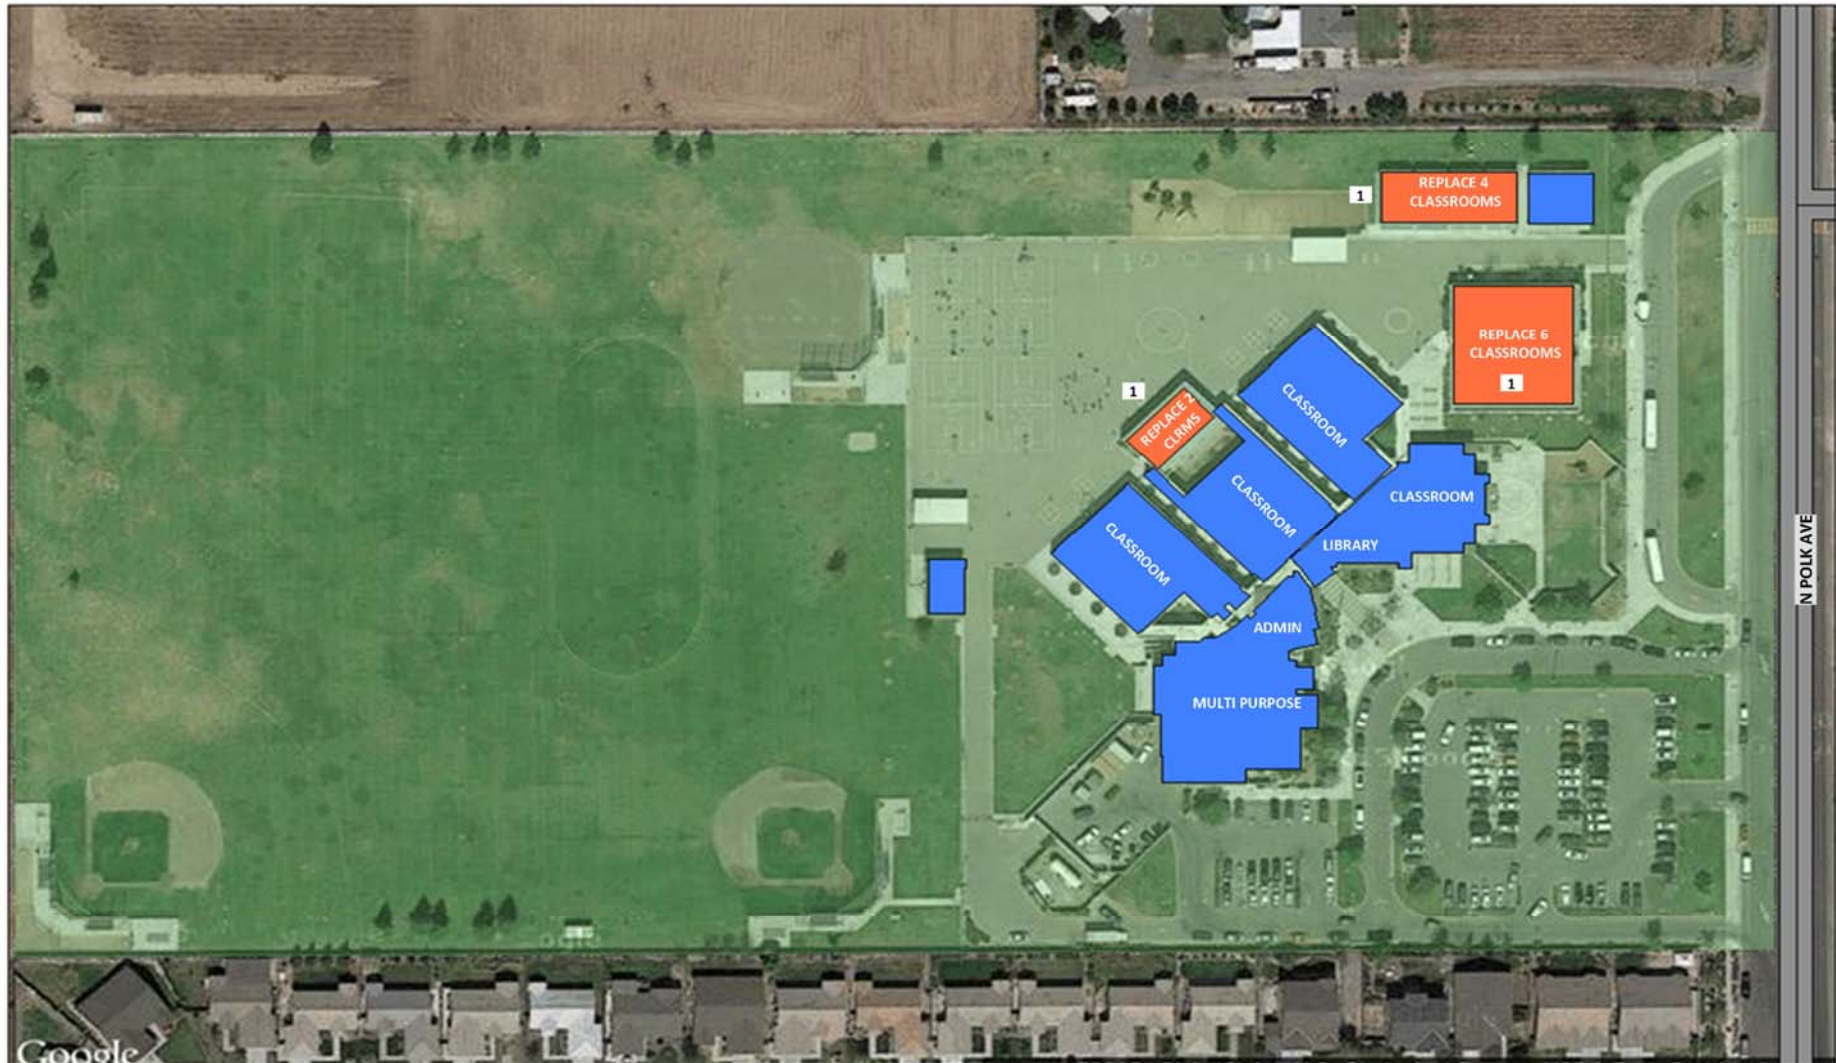 REPLACE 4
CLASSROOMS
1
REPLACE 6
CLASSROOMS
1
1
REPLACE 2
CLRMS
CLASSROOM
CLASSROOM
CLASSROOM
CLASSROOM
LIBRARY
ADMIN
MULTI PURPOSE
N POLK AVE
Google